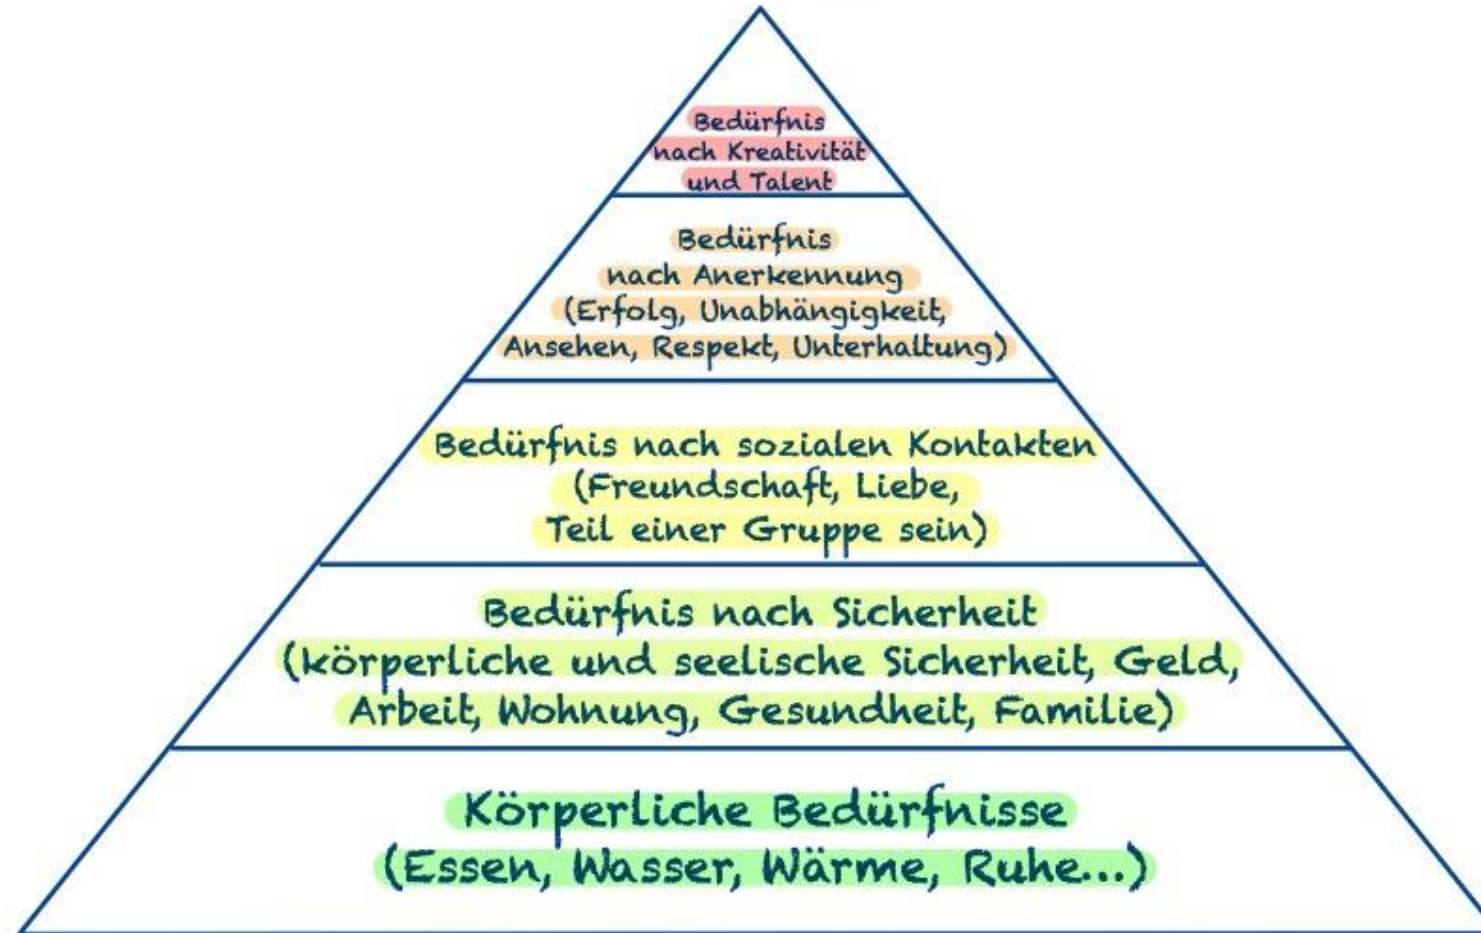 Bedürfnis
nach Kreativität
und Talent
Bedürfnis
nach Anerkennung
(Erfolg, Unabhängigkeit,
Ansehen, Respekt, Unterhaltung)
Bedürfnis nach sozialen Kontakten
(Freundschaft, Liebe,
Teil einer Gruppe sein)
Bedürfnis nach Sicherheit
(körperliche und seelische Sicherheit, Geld,
Arbeit, Wohnung, Gesundheit, Familie)
Körperliche Bedürfnisse
(Essen, Wasser, Wärme, Ruhe...)